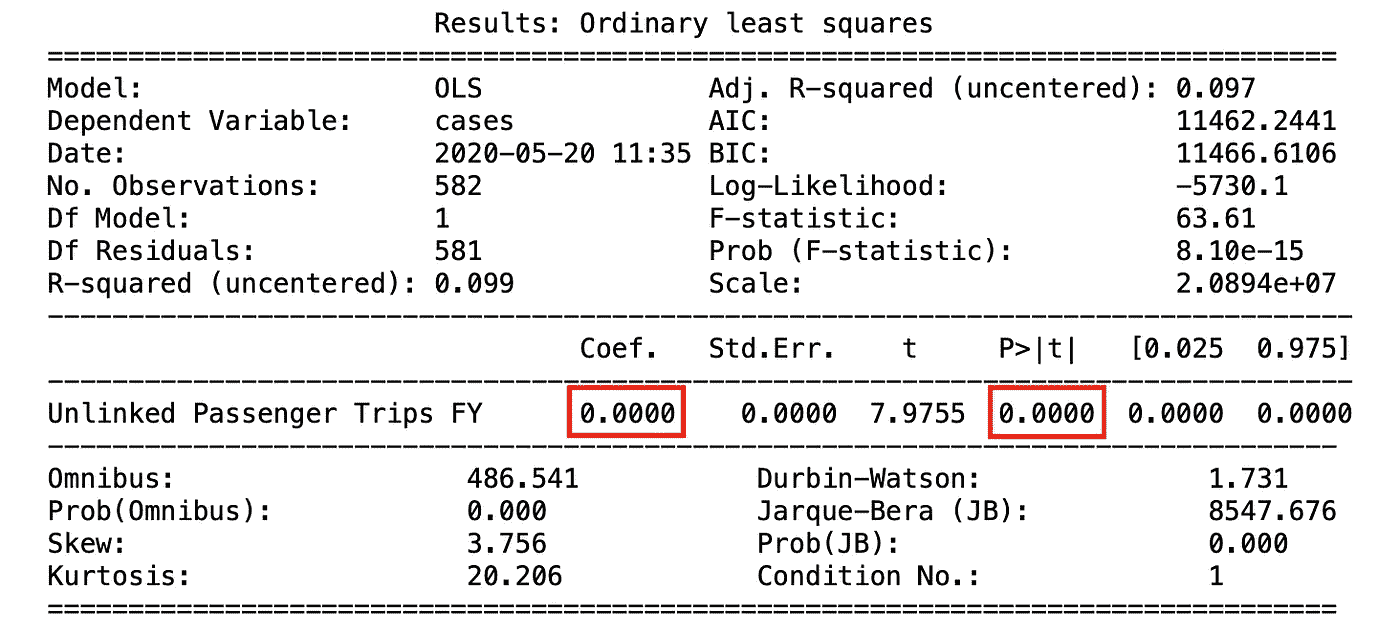 Results: Ordinary least squares
==========================================================================================
Model: OLS Adj. R-squared (uncentered): 0.097
Dependent Variable: cases AIC: 11462.2441
Date: 2020-05-20 11:35 BIC: 11466.6106
No. Observations: 582 Log-Likelihood: -5730.1
Df Model: 1 F-statistic: 63.61
Df Residuals: 581 Prob (F-statistic): 8.10e-15
R-squared (uncentered): 0.099 Scale: 2.0894e+07
------------------------------------------------------------------------------------------
Coef. Std.Err. t P>|t| [0.025 0.975]
------------------------------------------------------------------------------------------
Unlinked Passenger Trips FY 0.0000 0.0000 7.9755 0.0000 0.0000 0.0000
------------------------------------------------------------------------------------------
Omnibus: 486.541 Durbin-Watson: 1.731
Prob(Omnibus): 0.000 Jarque-Bera (JB): 8547.676
Skew: 3.756 Prob(JB): 0.000
Kurtosis: 20.206 Condition No.: 1
==========================================================================================